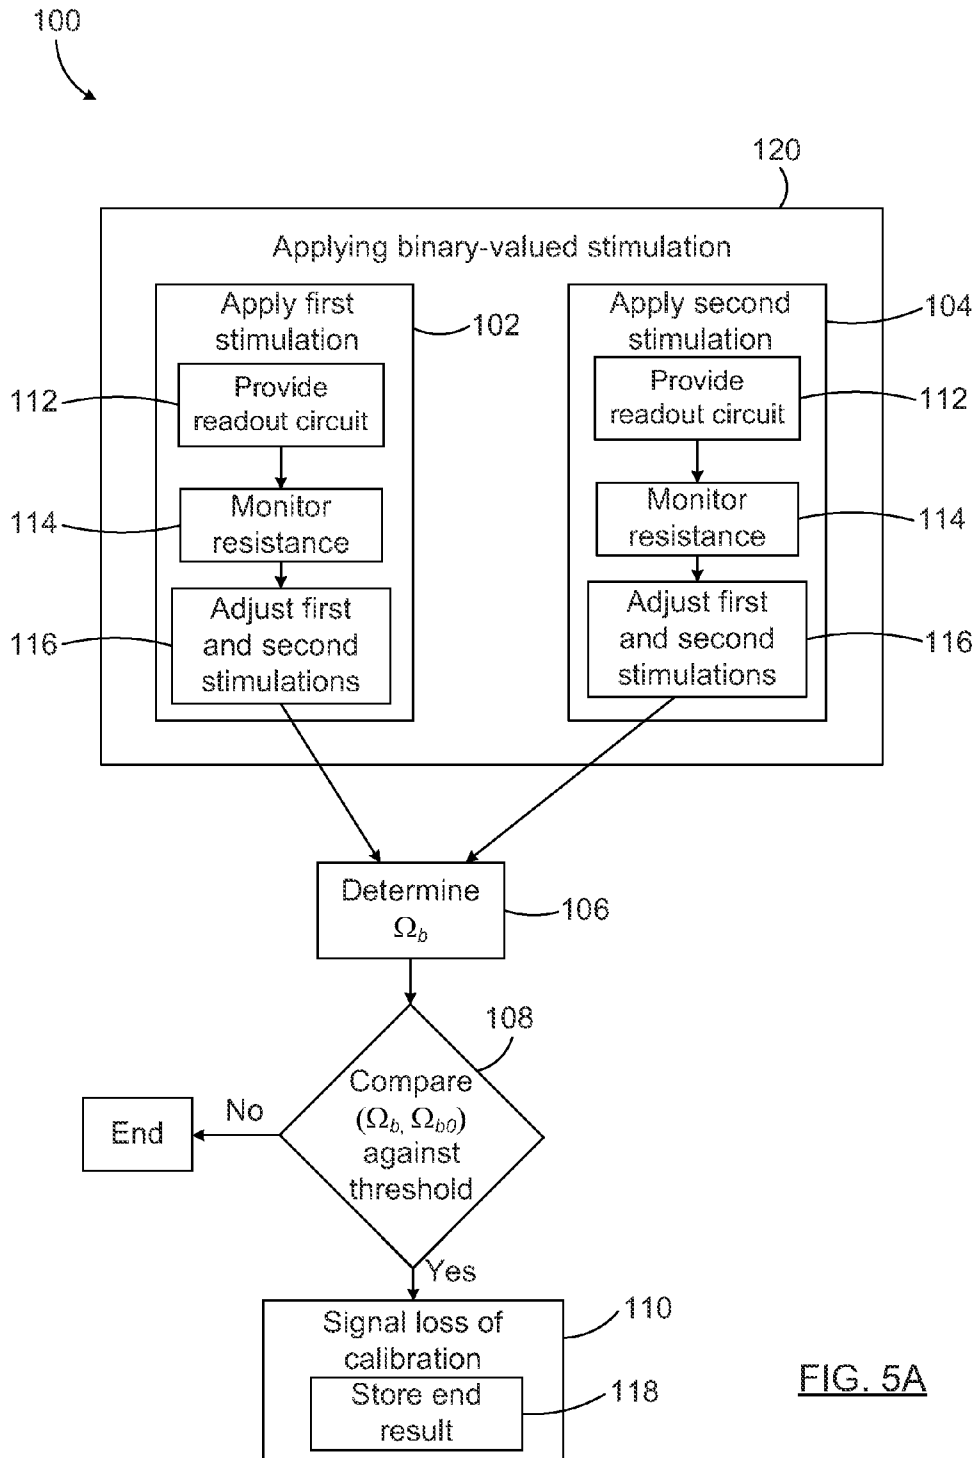 100
120
Applying binary-valued stimulation
Apply first
stimulation
102
Apply second
stimulation
104
112
Provide
readout circuit
Provide
readout circuit
112
114
Monitor
resistance
Monitor
resistance
114
116
Adjust first
and second
stimulations
Adjust first
and second
stimulations
116
Determine
Ω_b
106
108
Compare
(Ω_b, Ω_b0)
against
threshold
No
End
Yes
Signal loss of
calibration
110
Store end
result
118
FIG. 5A